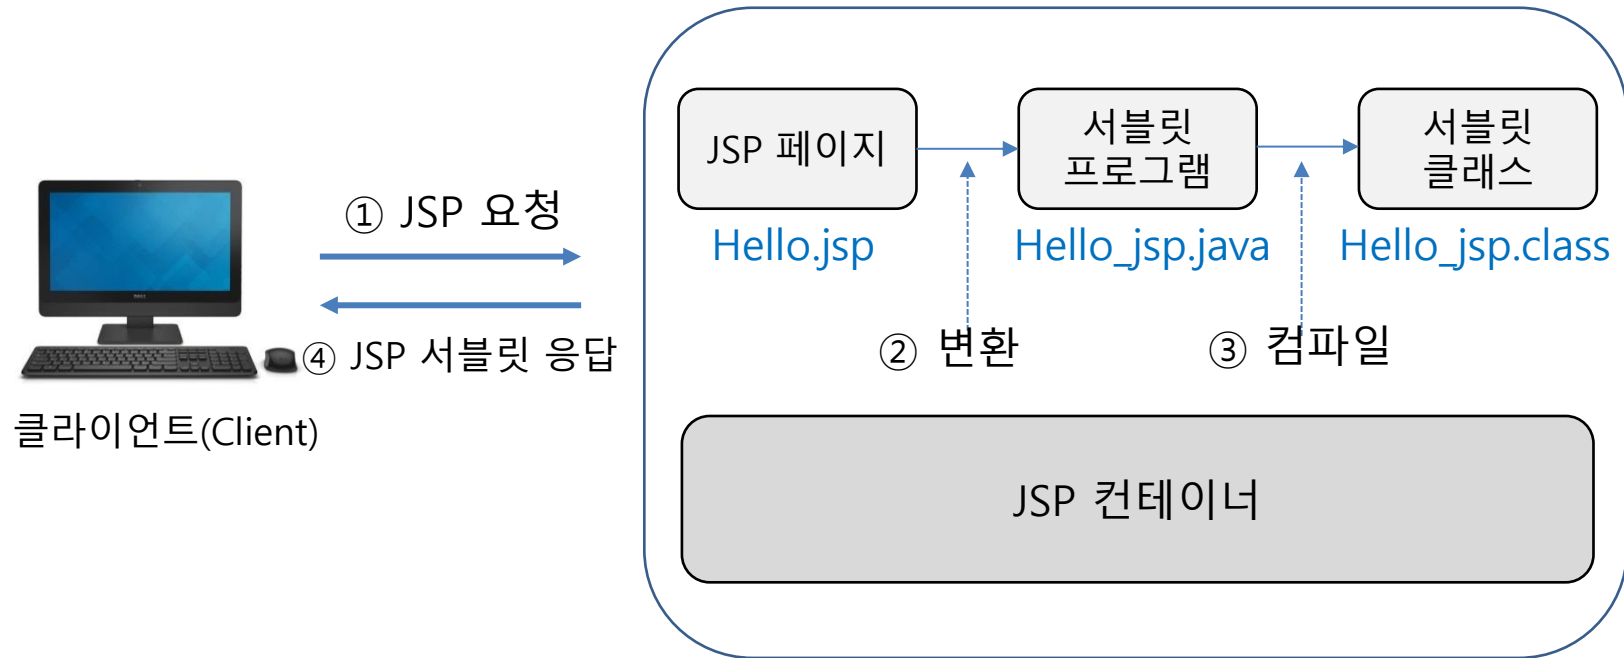 JSP 페이지
서블릿
프로그램
서블릿
클래스
① JSP 요청
Hello.jsp
Hello_jsp.java
Hello_jsp.class
② 변환
③ 컴파일
④ JSP 서블릿 응답
클라이언트(Client)
JSP 컨테이너